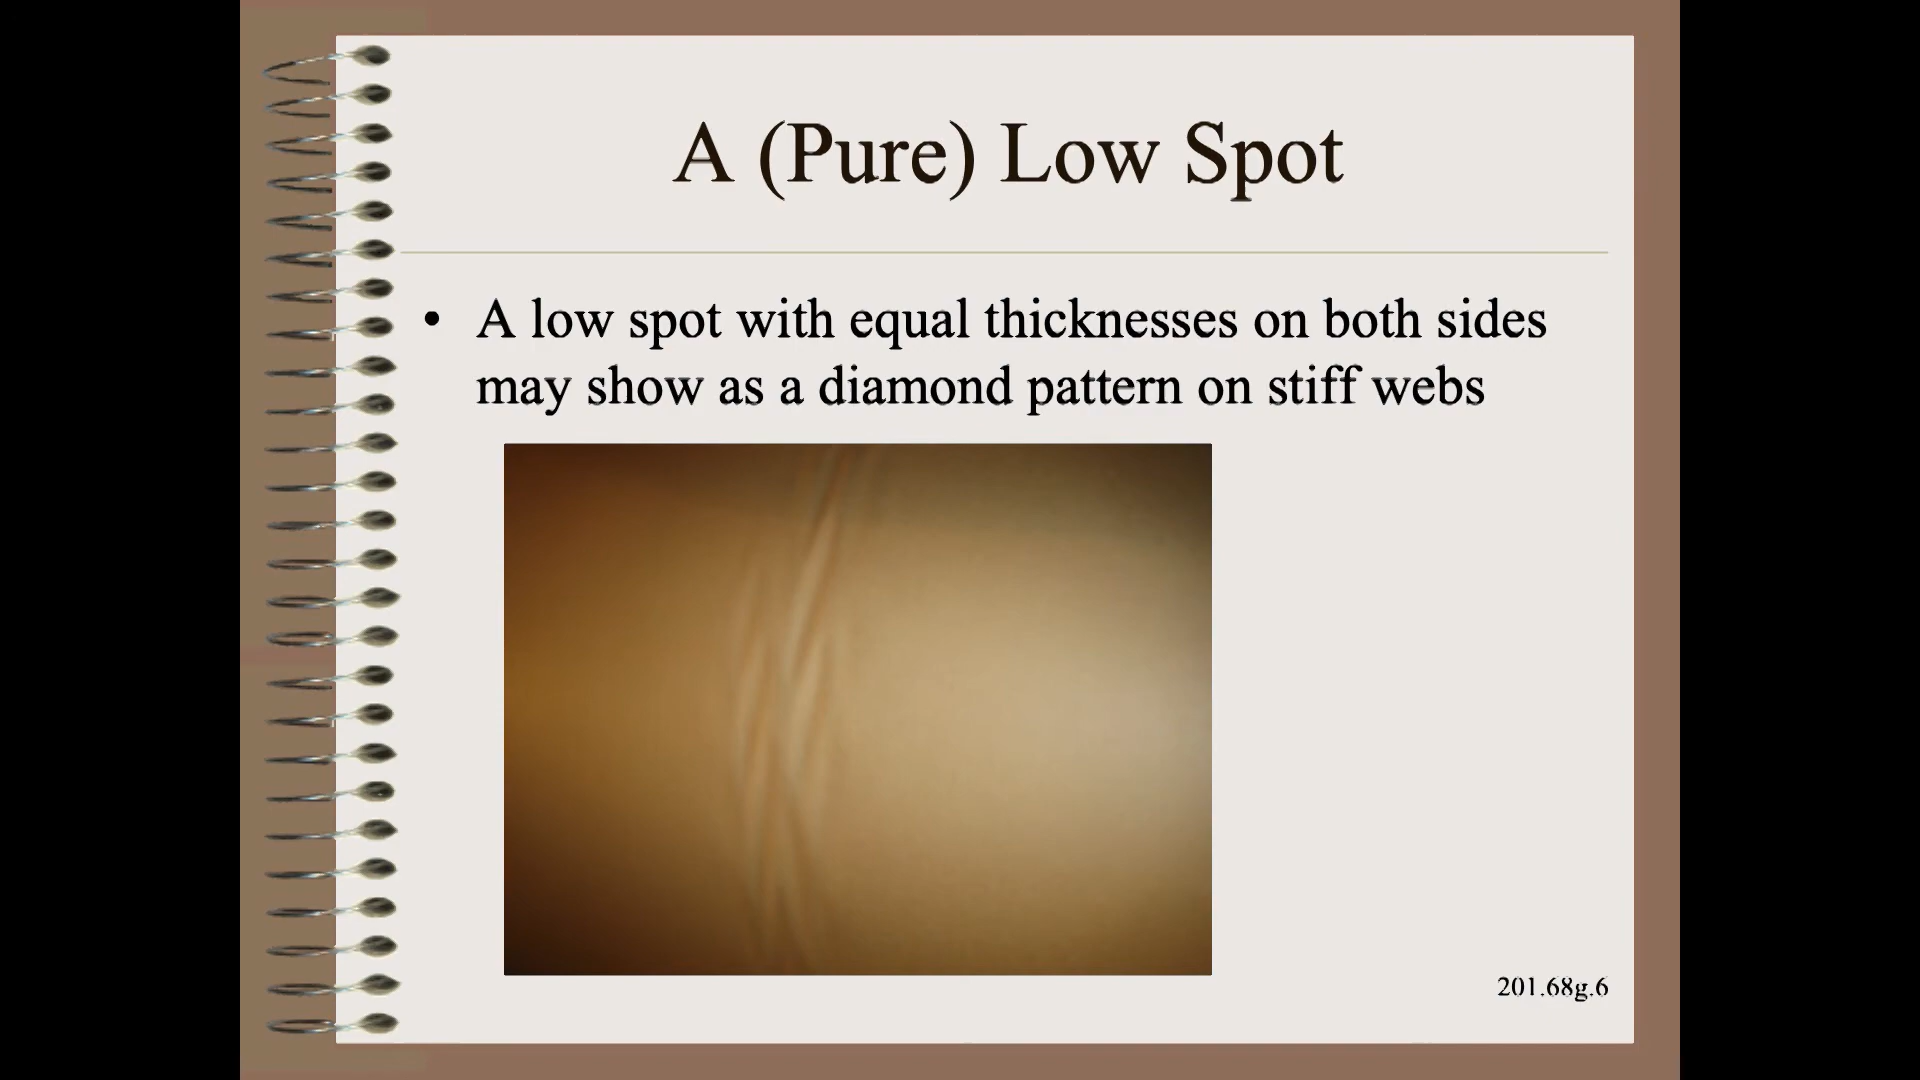 A (Pure) Low Spot
• A low spot with equal thicknesses on both sides
may show as a diamond pattern on stiff webs
201.68g.6